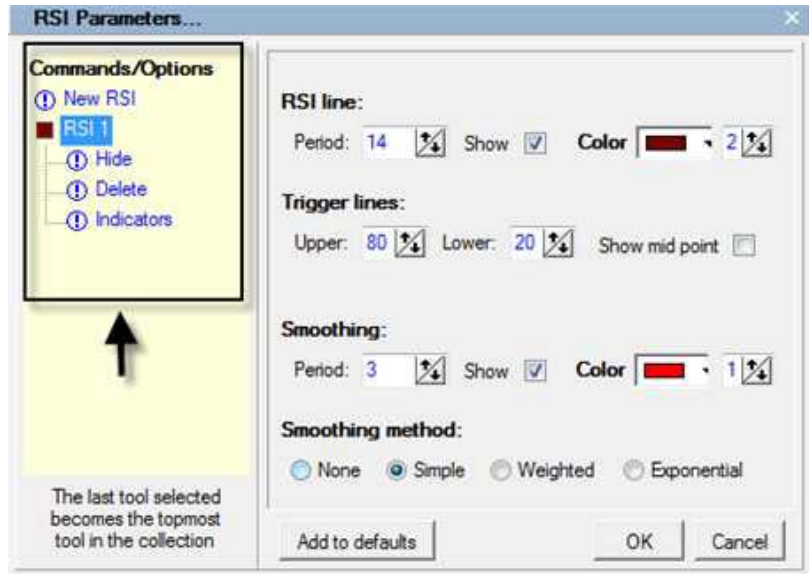 RSI Parameters...
Commands/Options
New RSI
RSI 1
Hide
Delete
Indicators
The last tool selected
becomes the topmost
tool in the collection
RSI line:
Period: 14 Show Color 2
Trigger lines:
Upper: 80 Lower: 20 Show mid point
Smoothing:
Period: 3 Show Color 1
Smoothing method:
None Simple Weighted Exponential
Add to defaults OK Cancel